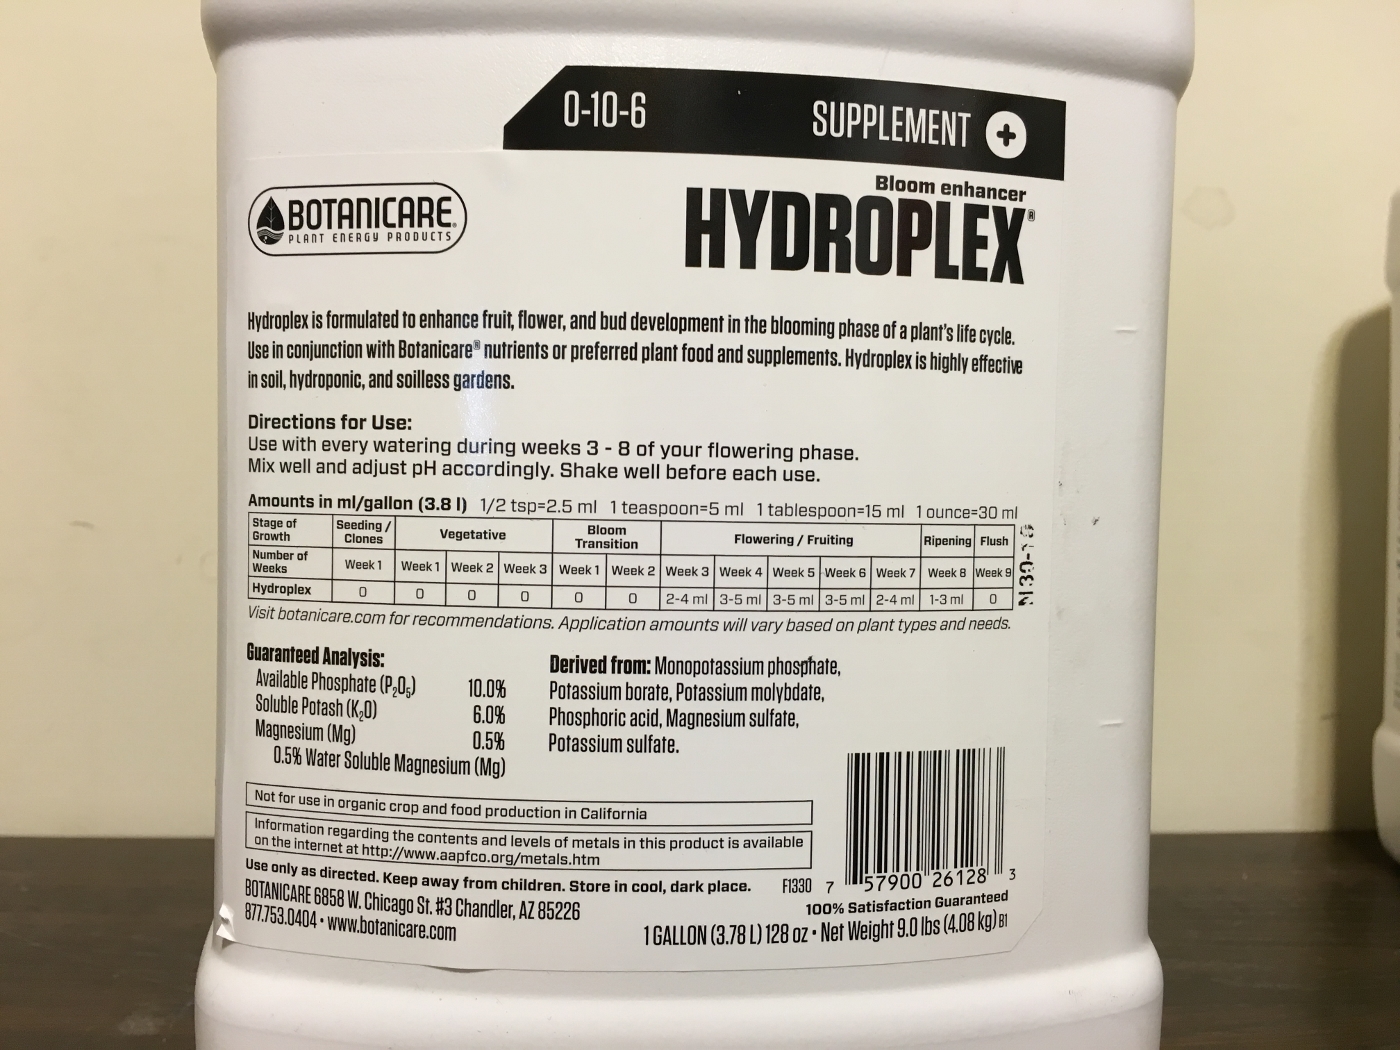 0-10-6 SUPPLEMENT +
Bloom enhancer
BOTANICARE® HYDROPLEX®
PLANT ENERGY PRODUCTS
Hydroplex is formulated to enhance fruit, flower, and bud development in the blooming phase of a plant's life cycle.
Use in conjunction with Botanicare® nutrients or preferred plant food and supplements. Hydroplex is highly effective
in soil, hydroponic, and soilless gardens.
Directions for Use:
Use with every watering during weeks 3 - 8 of your flowering phase.
Mix well and adjust pH accordingly. Shake well before each use.
Amounts in ml/gallon (3.8 l) 1/2 tsp=2.5 ml 1 teaspoon=5 ml 1 tablespoon=15 ml 1 ounce=30 ml
Stage of Growth Seeding / Clones Vegetative Bloom Transition Flowering / Fruiting Ripening Flush
Number of Weeks Week 1 Week 1 Week 2 Week 3 Week 1 Week 2 Week 3 Week 4 Week 5 Week 6 Week 7 Week 8 Week 9
Hydroplex 0 0 0 0 0 0 2-4 ml 3-5 ml 3-5 ml 3-5 ml 2-4 ml 1-3 ml 0
Visit botanicare.com for recommendations. Application amounts will vary based on plant types and needs.
Guaranteed Analysis:
Available Phosphate (P₂O₅) 10.0%
Soluble Potash (K₂O) 6.0%
Magnesium (Mg) 0.5%
0.5% Water Soluble Magnesium (Mg)
Derived from: Monopotassium phosphate,
Potassium borate, Potassium molybdate,
Phosphoric acid, Magnesium sulfate,
Potassium sulfate.
Not for use in organic crop and food production in California
Information regarding the contents and levels of metals in this product is available
on the internet at http://www.aapfco.org/metals.htm
Use only as directed. Keep away from children. Store in cool, dark place.
F1330 7 57900 26128 3
BOTANICARE 6858 W. Chicago St. #3 Chandler, AZ 85226
877.753.0404 • www.botanicare.com
100% Satisfaction Guaranteed
1 GALLON (3.78 L) 128 oz • Net Weight 9.0 lbs (4.08 kg) B1